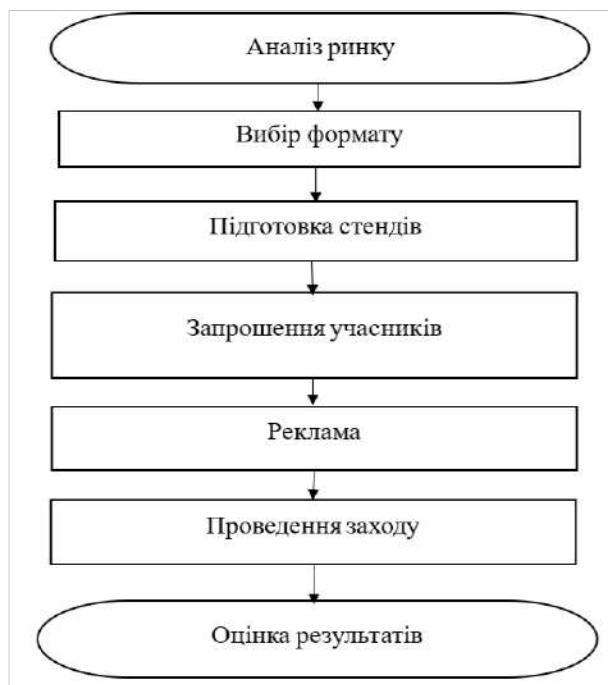 Аналіз ринку
Вибір формату
Підготовка стендів
Запрошення учасників
Реклама
Проведення заходу
Оцінка результатів